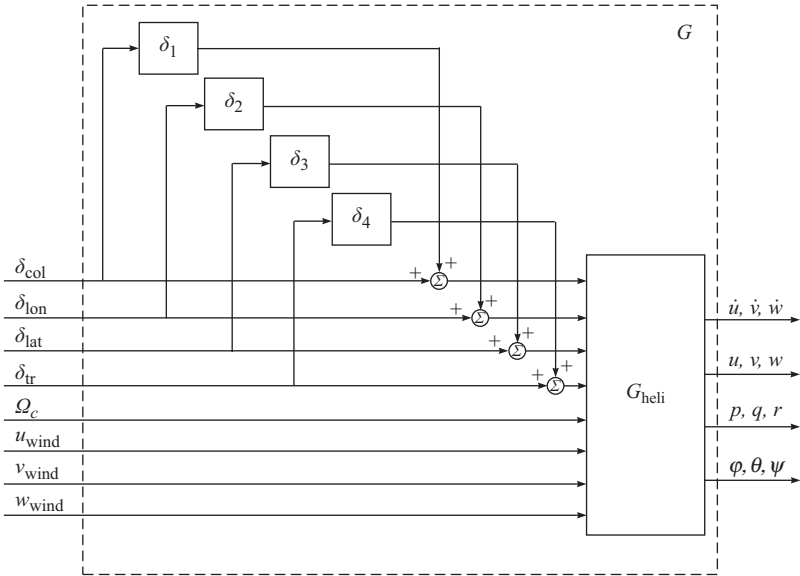 G
δ1
δ2
δ3
δ4
δcol
+ +
Σ
δlon
+ +
Σ
δlat
+ +
Σ
δtr
+ +
Σ
Ωc
uwind
vwind
wwind
Gheli
u̇, v̇, ẇ
u, v, w
p, q, r
φ, θ, ψ